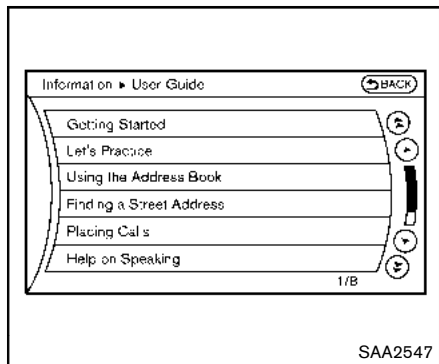 Information ▸ User Guide
BACK
Getting Started
Let's Practice
Using the Address Book
Finding a Street Address
Placing Calls
Help on Speaking
1/8
SAA2547